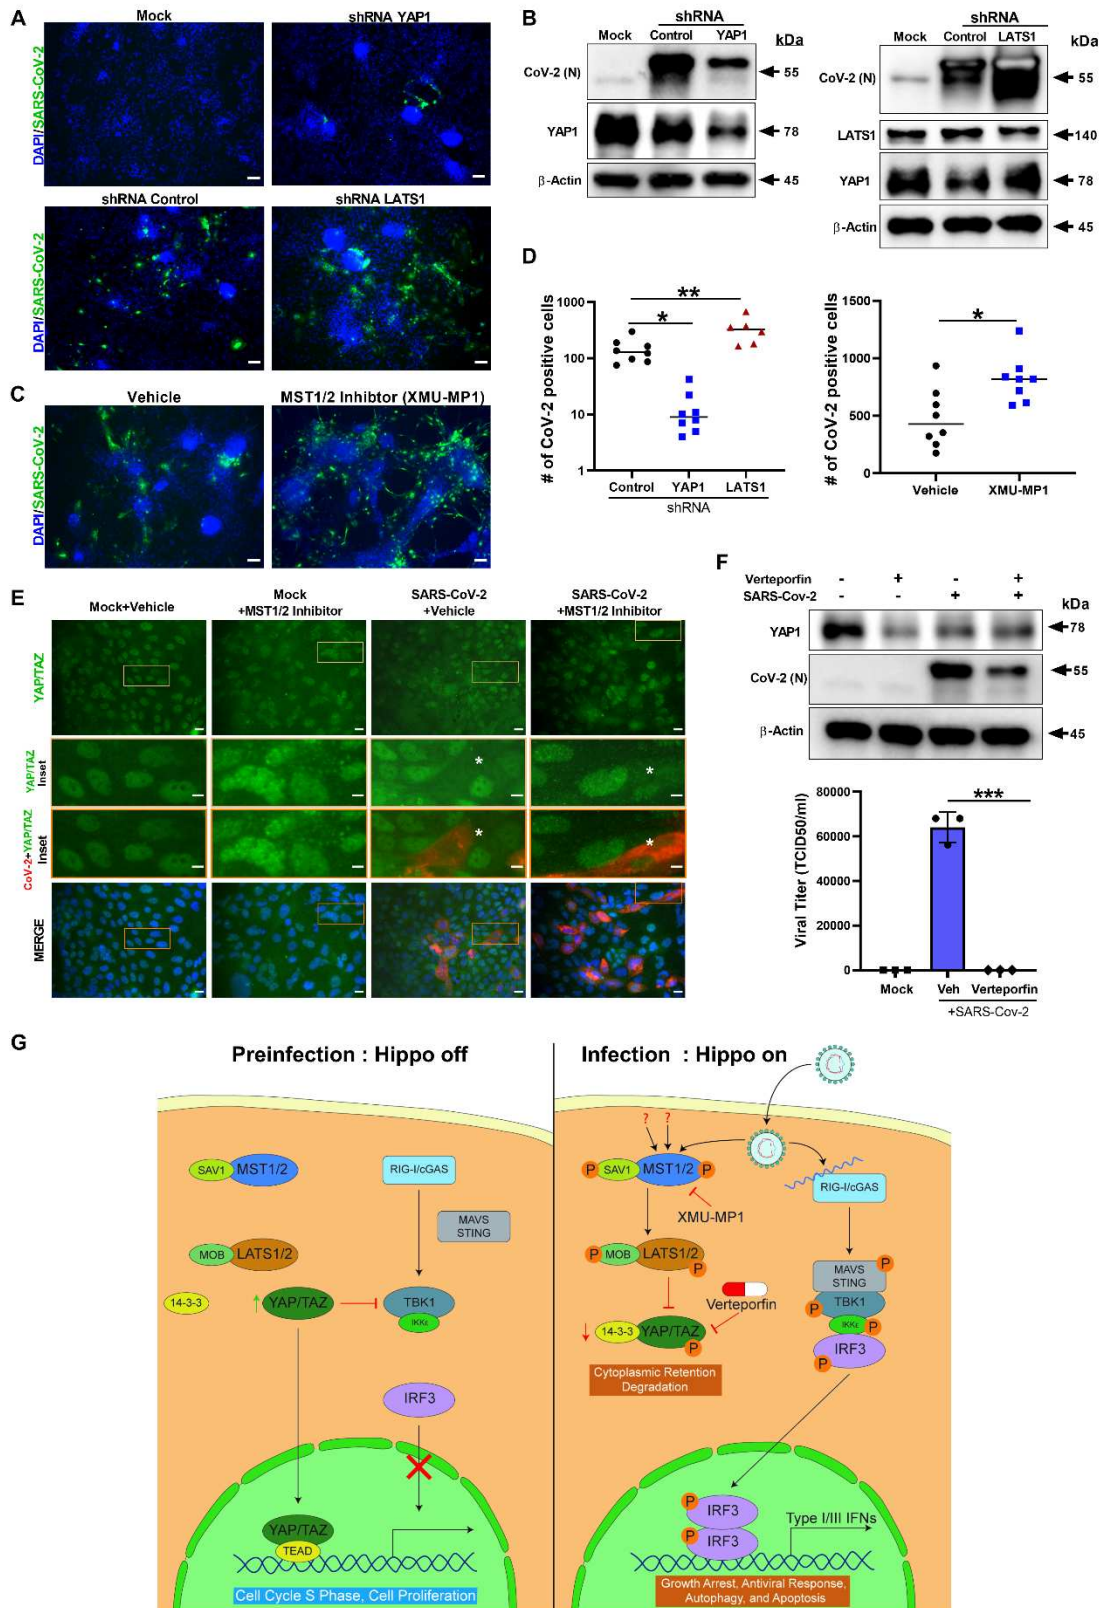 A
Mock
shRNA YAP1
DAPI/SARS-CoV-2
shRNA Control
shRNA LATS1
DAPI/SARS-CoV-2
B
shRNA
Mock
Control
YAP1
kDa
CoV-2 (N)
55
YAP1
78
β-Actin
45
shRNA
Mock
Control
LATS1
kDa
CoV-2 (N)
55
LATS1
140
YAP1
78
β-Actin
45
C
Vehicle
MST1/2 Inhibtor (XMU-MP1)
DAPI/SARS-CoV-2
D
# of CoV-2 positive cells
1000
100
10
1
**
*
Control
YAP1
LATS1
shRNA
# of CoV-2 positive cells
1500
1000
500
0
*
Vehicle
XMU-MP1
E
Mock+Vehicle
Mock
+MST1/2 Inhibitor
SARS-CoV-2
+Vehicle
SARS-CoV-2
+MST1/2 Inhibitor
YAP/TAZ
YAP/TAZ
Inset
*
*
CoV-2+YAP/TAZ
Inset
*
*
MERGE
F
Verteporfin - + - +
SARS-Cov-2 - - + +
kDa
YAP1
78
CoV-2 (N)
55
β-Actin
45
Viral Titer (TCID50/ml)
80000
60000
40000
20000
0
***
Mock
Veh
Verteporfin
+SARS-Cov-2
G
Preinfection : Hippo off
SAV1
MST1/2
RIG-I/cGAS
MAVS
STING
MOB
LATS1/2
14-3-3
YAP/TAZ
TBK1
IKKε
IRF3
YAP/TAZ
TEAD
Cell Cycle S Phase, Cell Proliferation
Infection : Hippo on
? ?
P
SAV1
MST1/2
P
RIG-I/cGAS
XMU-MP1
P
MOB
LATS1/2
P
MAVS
STING
P
P
TBK1
IKKε
P
IRF3
P
Verteporfin
14-3-3
YAP/TAZ
P
Cytoplasmic Retention
Degradation
P
IRF3
P
IRF3
Type I/III IFNs
Growth Arrest, Antiviral Response,
Autophagy, and Apoptosis